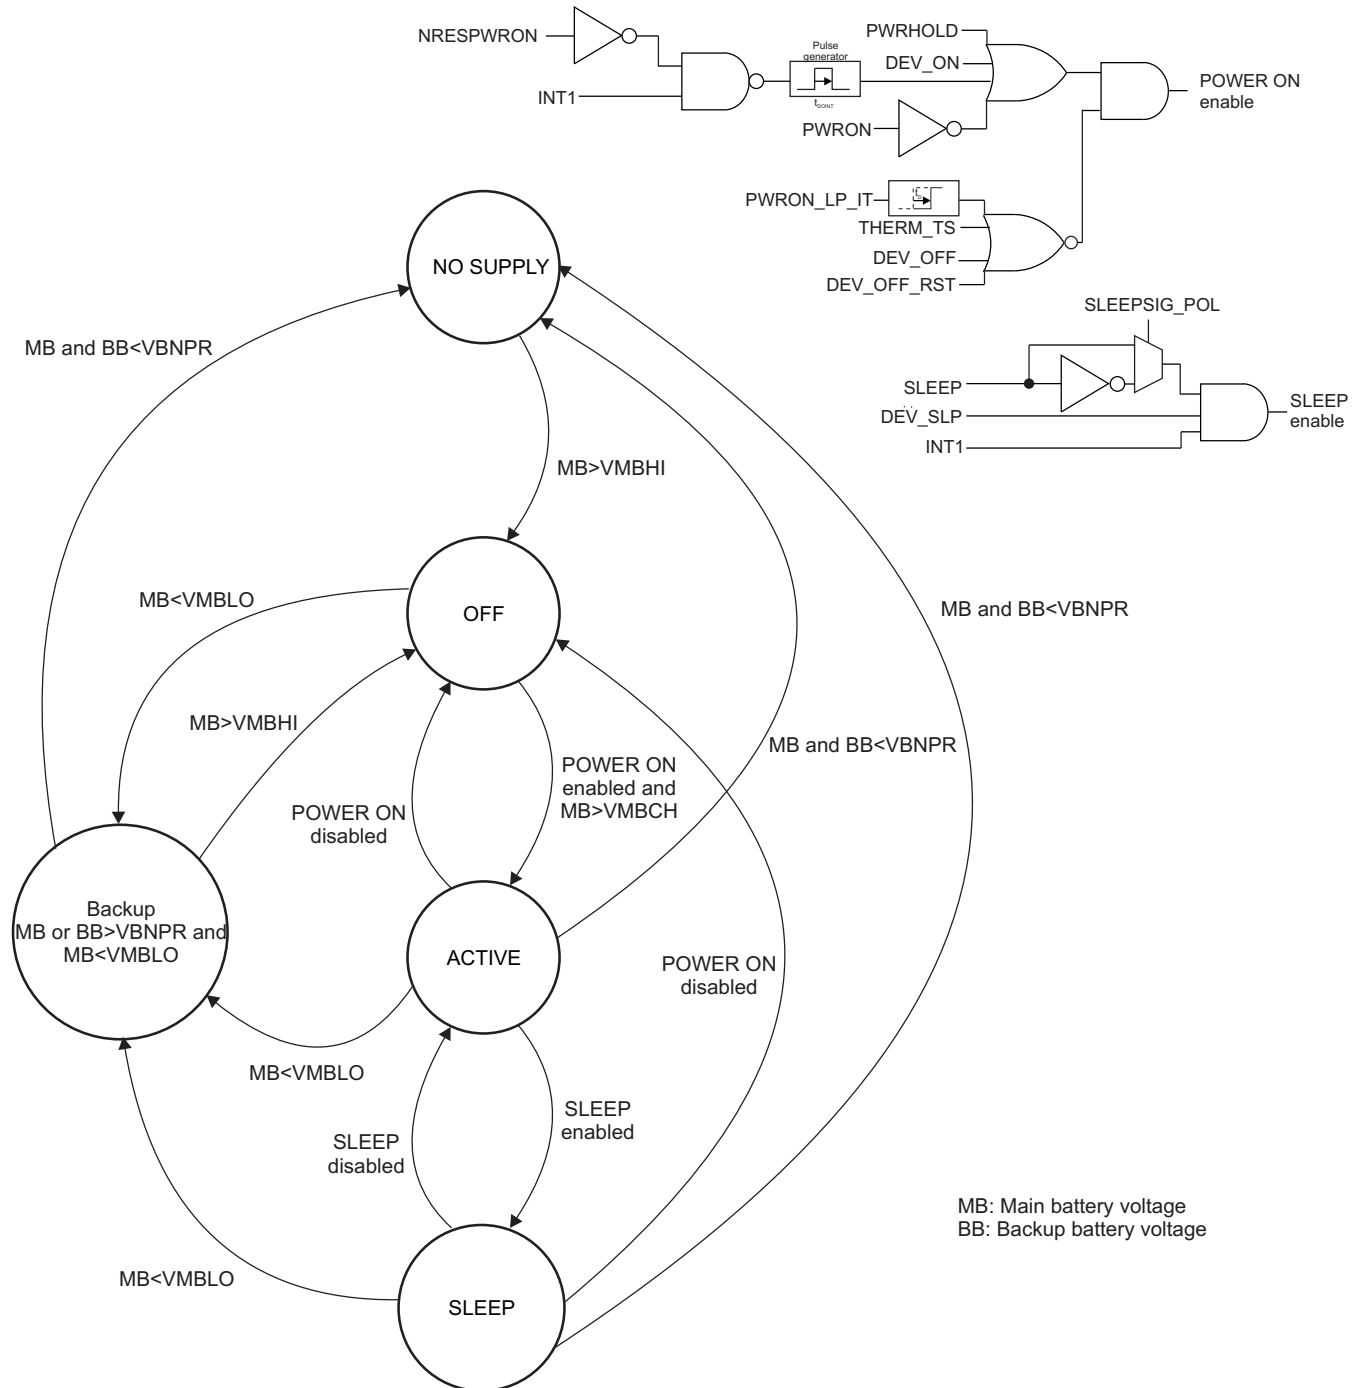 NRESPWRON
INT1
Pulse
generator
tDOINT
PWRHOLD
DEV_ON
PWRON
POWER ON
enable
PWRON_LP_IT
THERM_TS
DEV_OFF
DEV_OFF_RST
SLEEPSIG_POL
SLEEP
DEV_SLP
INT1
SLEEP
enable
NO SUPPLY
MB and BB<VBNPR
MB>VMBHI
MB<VMBLO
OFF
MB and BB<VBNPR
MB>VMBHI
MB and BB<VBNPR
POWER ON
enabled and
MB>VMBCH
POWER ON
disabled
Backup
MB or BB>VBNPR and
MB<VMBLO
ACTIVE
POWER ON
disabled
MB<VMBLO
SLEEP
enabled
SLEEP
disabled
MB<VMBLO
SLEEP
MB: Main battery voltage
BB: Backup battery voltage